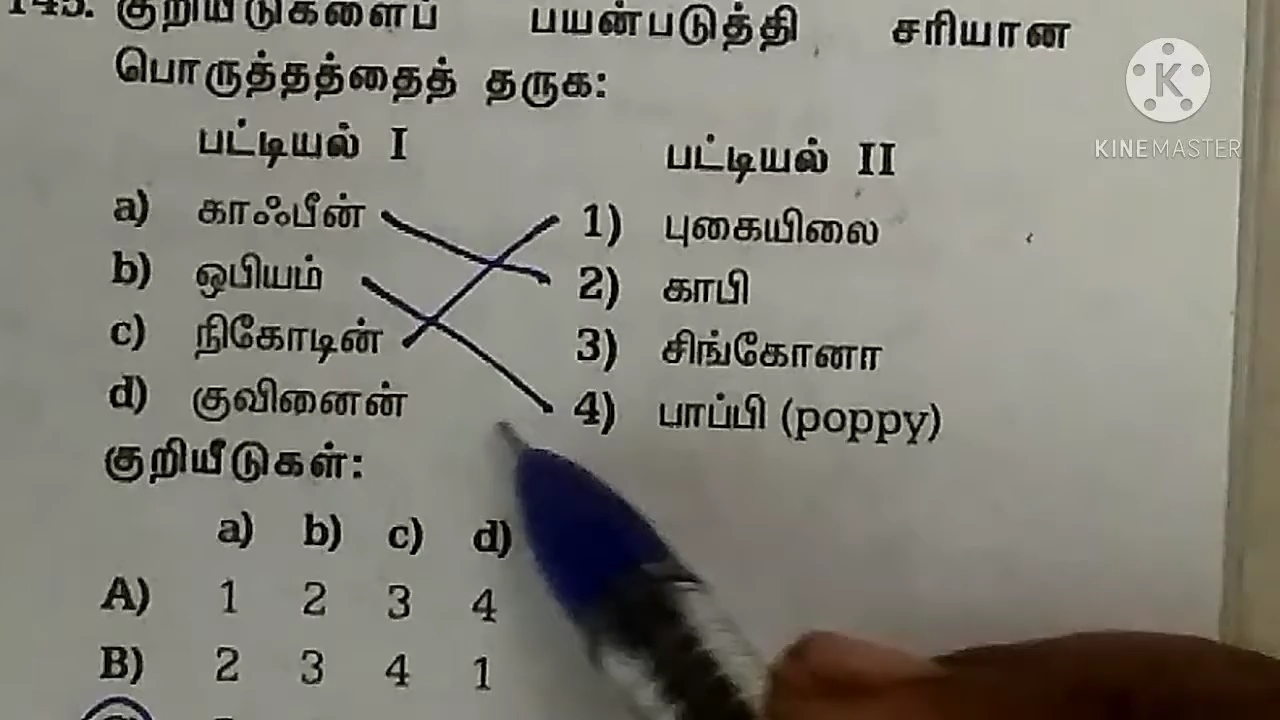 145. குறியீடுகளைப் பயன்படுத்தி சரியான
பொருத்தத்தைத் தருக:
K
KINEMASTER
பட்டியல் I பட்டியல் II
a) காஃபீன் 1) புகையிலை
b) ஒபியம் 2) காபி
c) நிகோடின் 3) சிங்கோனா
d) குவினைன் 4) பாப்பி (poppy)
குறியீடுகள்:
a) b) c) d)
A) 1 2 3 4
B) 2 3 4 1